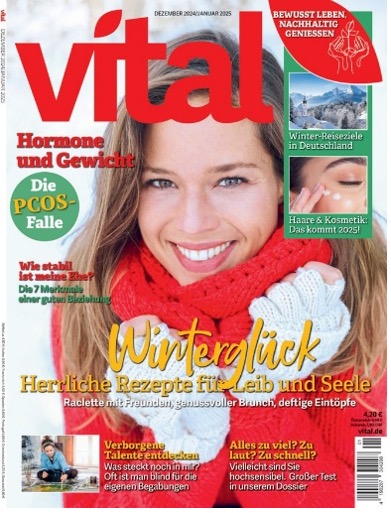 DEZEMBER 2024/JANUAR 2025
BEWUSST LEBEN,
NACHHALTIG
GENIESSEN
vital
DEZEMBER 2024/JANUAR 2025
Hormone
und Gewicht
Die
PCOS-
Falle
Winter-Reiseziele
in Deutschland
Haare & Kosmetik:
Das kommt 2025!
Wie stabil
ist meine Ehe?
Die 7 Merkmale
einer guten Beziehung
Winterglück
Herrliche Rezepte für Leib und Seele
Raclette mit Freunden, genussvoller Brunch, deftige Eintöpfe
4,20 €
vital.de
Verborgene
Talente entdecken
Was steckt noch in mir?
Oft ist man blind für die
eigenen Begabungen
Alles zu viel? Zu
laut? Zu schnell?
Vielleicht sind Sie
hochsensibel. Großer Test
in unserem Dossier